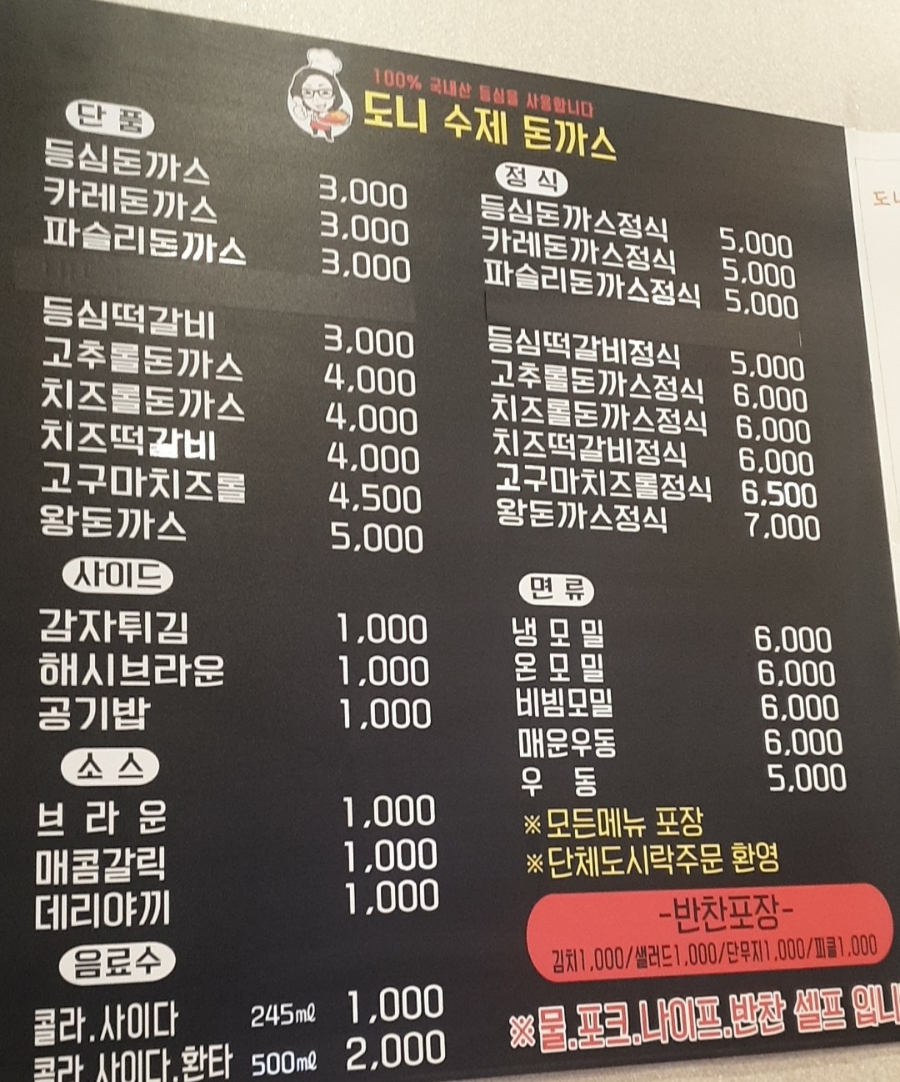 100% 국내산 등심을 사용합니다
도니 수제 돈까스
단 품
등심돈까스 3,000
카레돈까스 3,000
파슬리돈까스 3,000
등심떡갈비 3,000
고추롤돈까스 4,000
치즈롤돈까스 4,000
치즈떡갈비 4,000
고구마치즈롤 4,500
왕돈까스 5,000
사이드
감자튀김 1,000
해시브라운 1,000
공기밥 1,000
소 스
브 라 운 1,000
매콤갈릭 1,000
데리야끼 1,000
음료수
콜라.사이다 245㎖ 1,000
콜라.사이다.환타 500㎖ 2,000
정 식
등심돈까스정식 5,000
카레돈까스정식 5,000
파슬리돈까스정식 5,000
등심떡갈비정식 5,000
고추롤돈까스정식 6,000
치즈롤돈까스정식 6,000
치즈떡갈비정식 6,000
고구마치즈롤정식 6,500
왕돈까스정식 7,000
면 류
냉 모 밀 6,000
온 모 밀 6,000
비빔모밀 6,000
매운우동 6,000
우 동 5,000
※모든메뉴 포장
※단체도시락주문 환영
-반찬포장-
김치1,000/샐러드1,000/단무지1,000/피클1,000
※물.포크.나이프.반찬 셀프 입니
도니